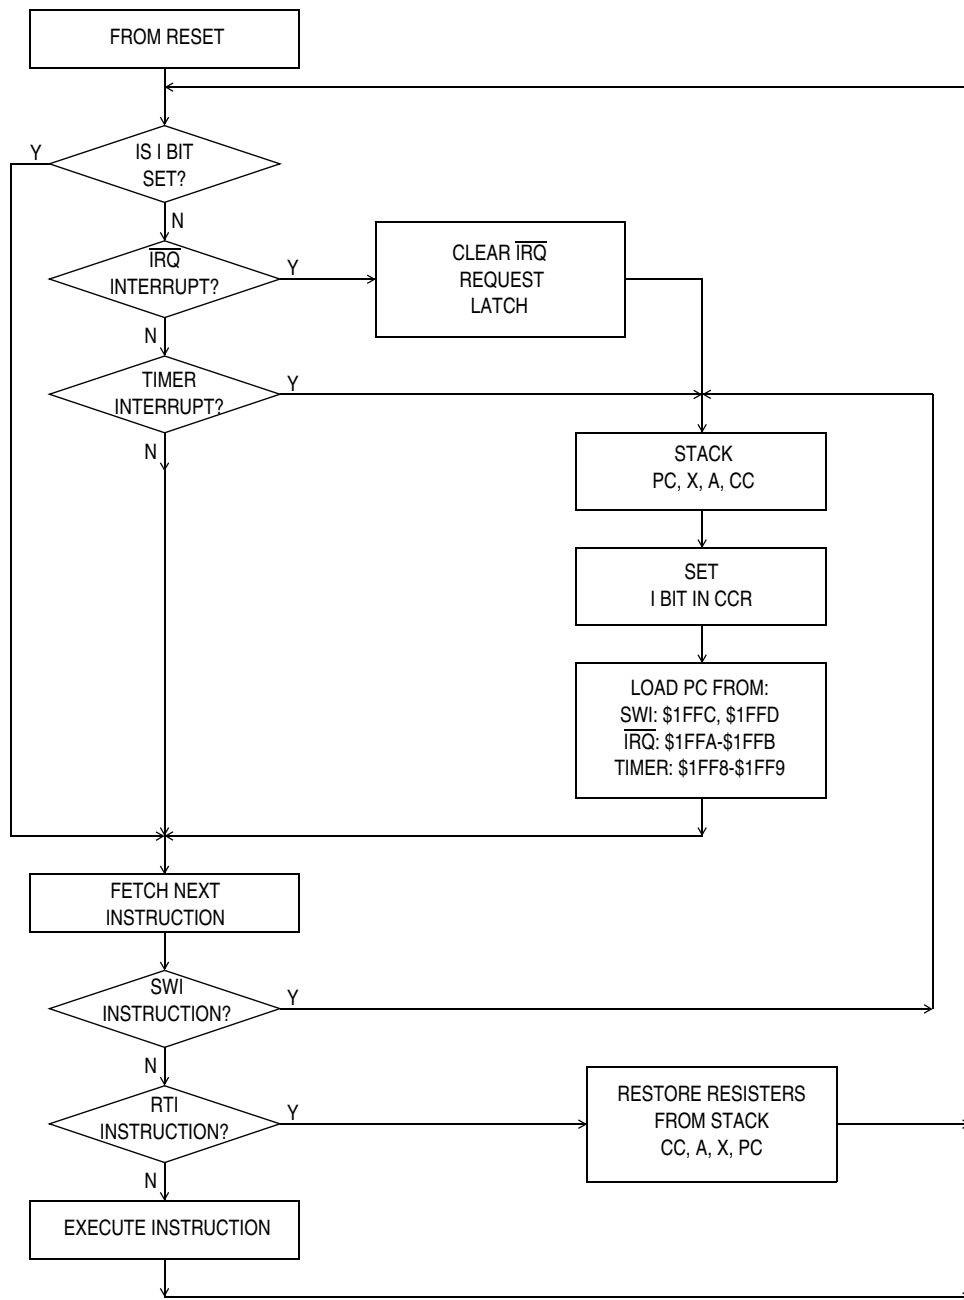 FROM RESET
Y
IS I BIT
SET?
N
IRQ
INTERRUPT?
Y
CLEAR IRQ
REQUEST
LATCH
N
TIMER
INTERRUPT?
Y
N
STACK
PC, X, A, CC
SET
I BIT IN CCR
LOAD PC FROM:
SWI: $1FFC, $1FFD
IRQ: $1FFA-$1FFB
TIMER: $1FF8-$1FF9
FETCH NEXT
INSTRUCTION
SWI
INSTRUCTION?
Y
N
RTI
INSTRUCTION?
Y
RESTORE RESISTERS
FROM STACK
CC, A, X, PC
N
EXECUTE INSTRUCTION